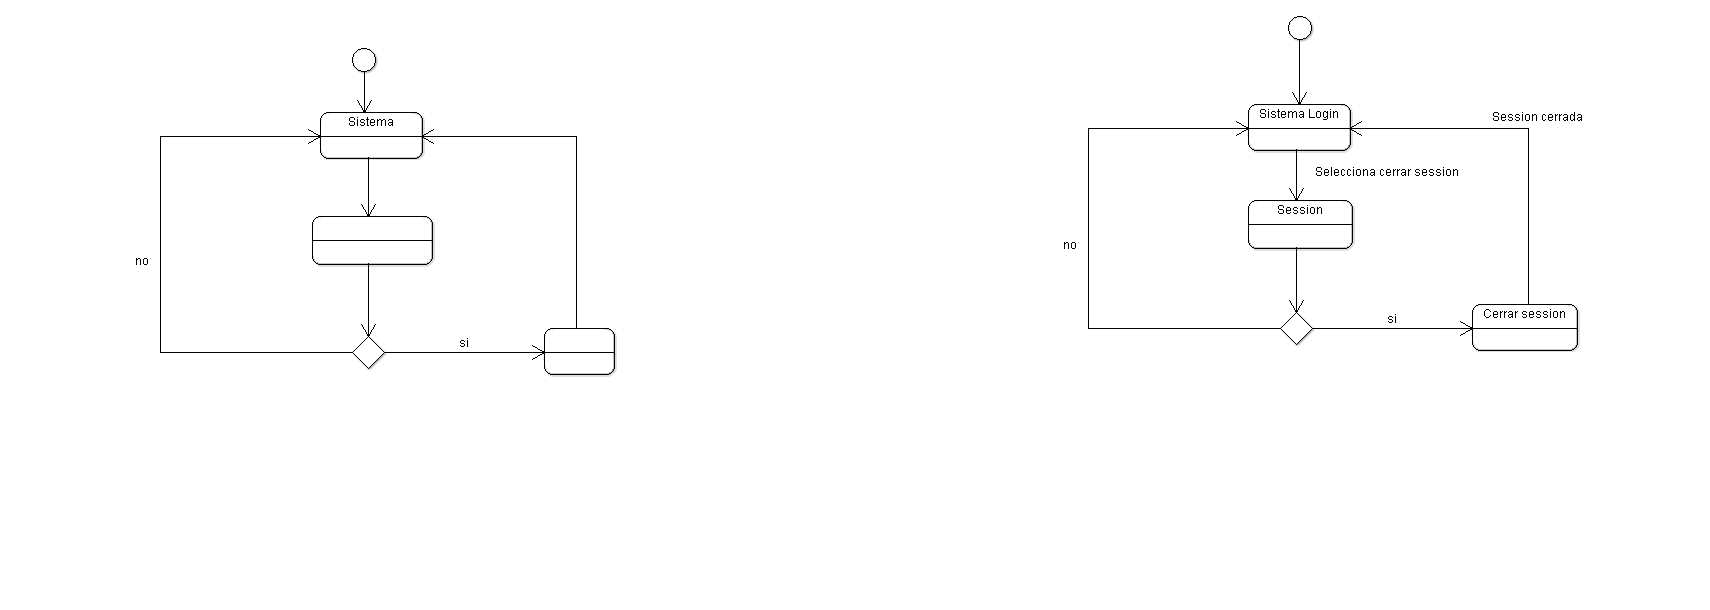 Sistema
no
si
Sistema Login
Session cerrada
Selecciona cerrar session
Session
no
si
Cerrar session